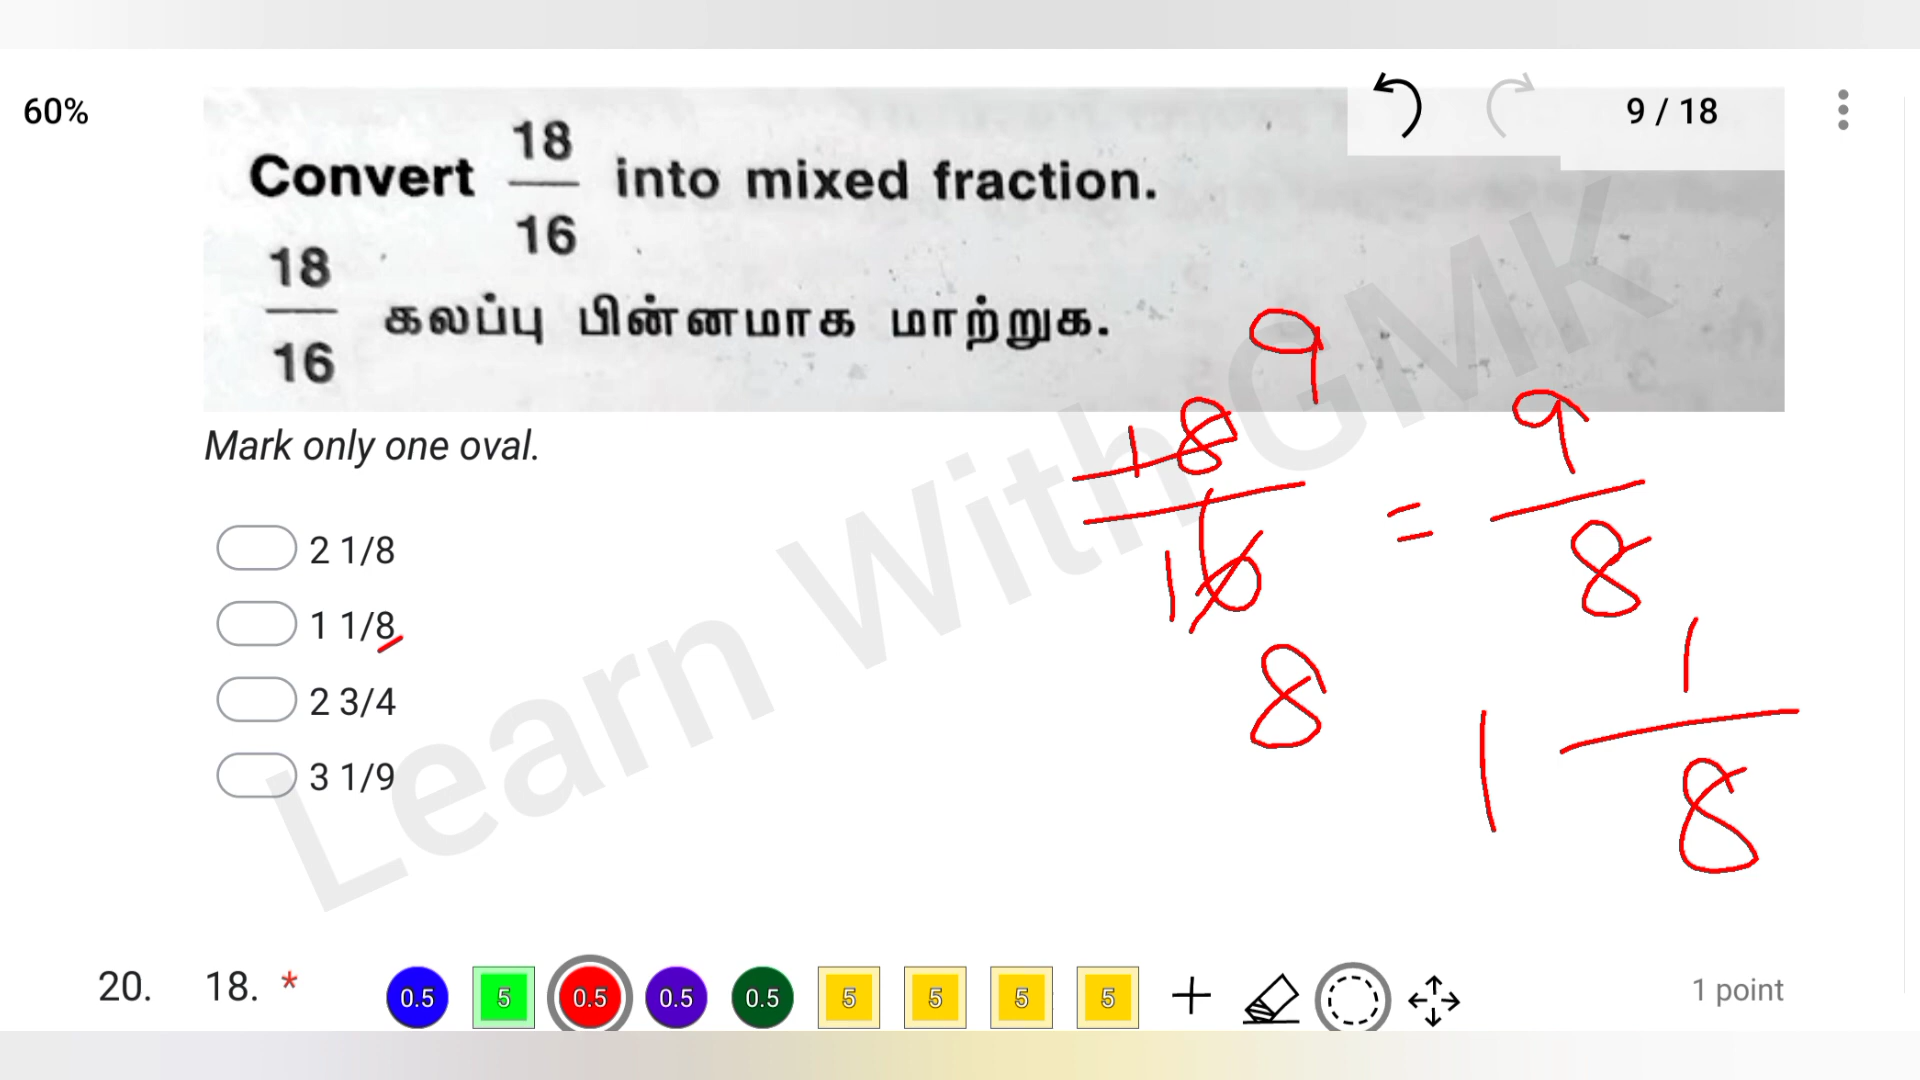 60%
9 / 18
Convert 18/16 into mixed fraction.
18/16 கலப்பு பின்னமாக மாற்றுக.
Mark only one oval.
2 1/8
1 1/8
2 3/4
3 1/9
9
18/16 = 9/8
8
1 1/8
Learn With GMK
20. 18. *
0.5 5 0.5 0.5 0.5 5 5 5 5
1 point